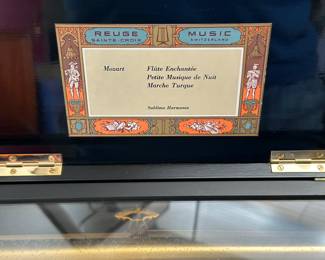 REUGE MUSIC
SAINTE-CROIX SWITZERLAND
Mozart Flûte Enchantée
Petite Musique de Nuit
Marche Turque
Sublime Harmonie